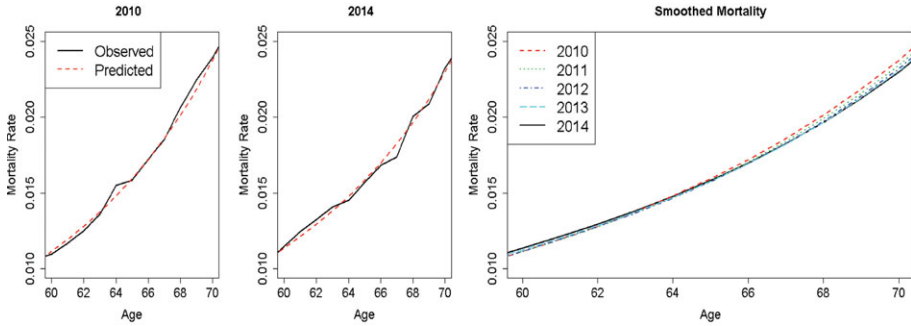 2010
Mortality Rate
0.010 0.015 0.020 0.025
Observed
Predicted
60 62 64 66 68 70
Age
2014
Mortality Rate
0.010 0.015 0.020 0.025
60 62 64 66 68 70
Age
Smoothed Mortality
Mortality Rate
0.010 0.015 0.020 0.025
2010
2011
2012
2013
2014
60 62 64 66 68 70
Age